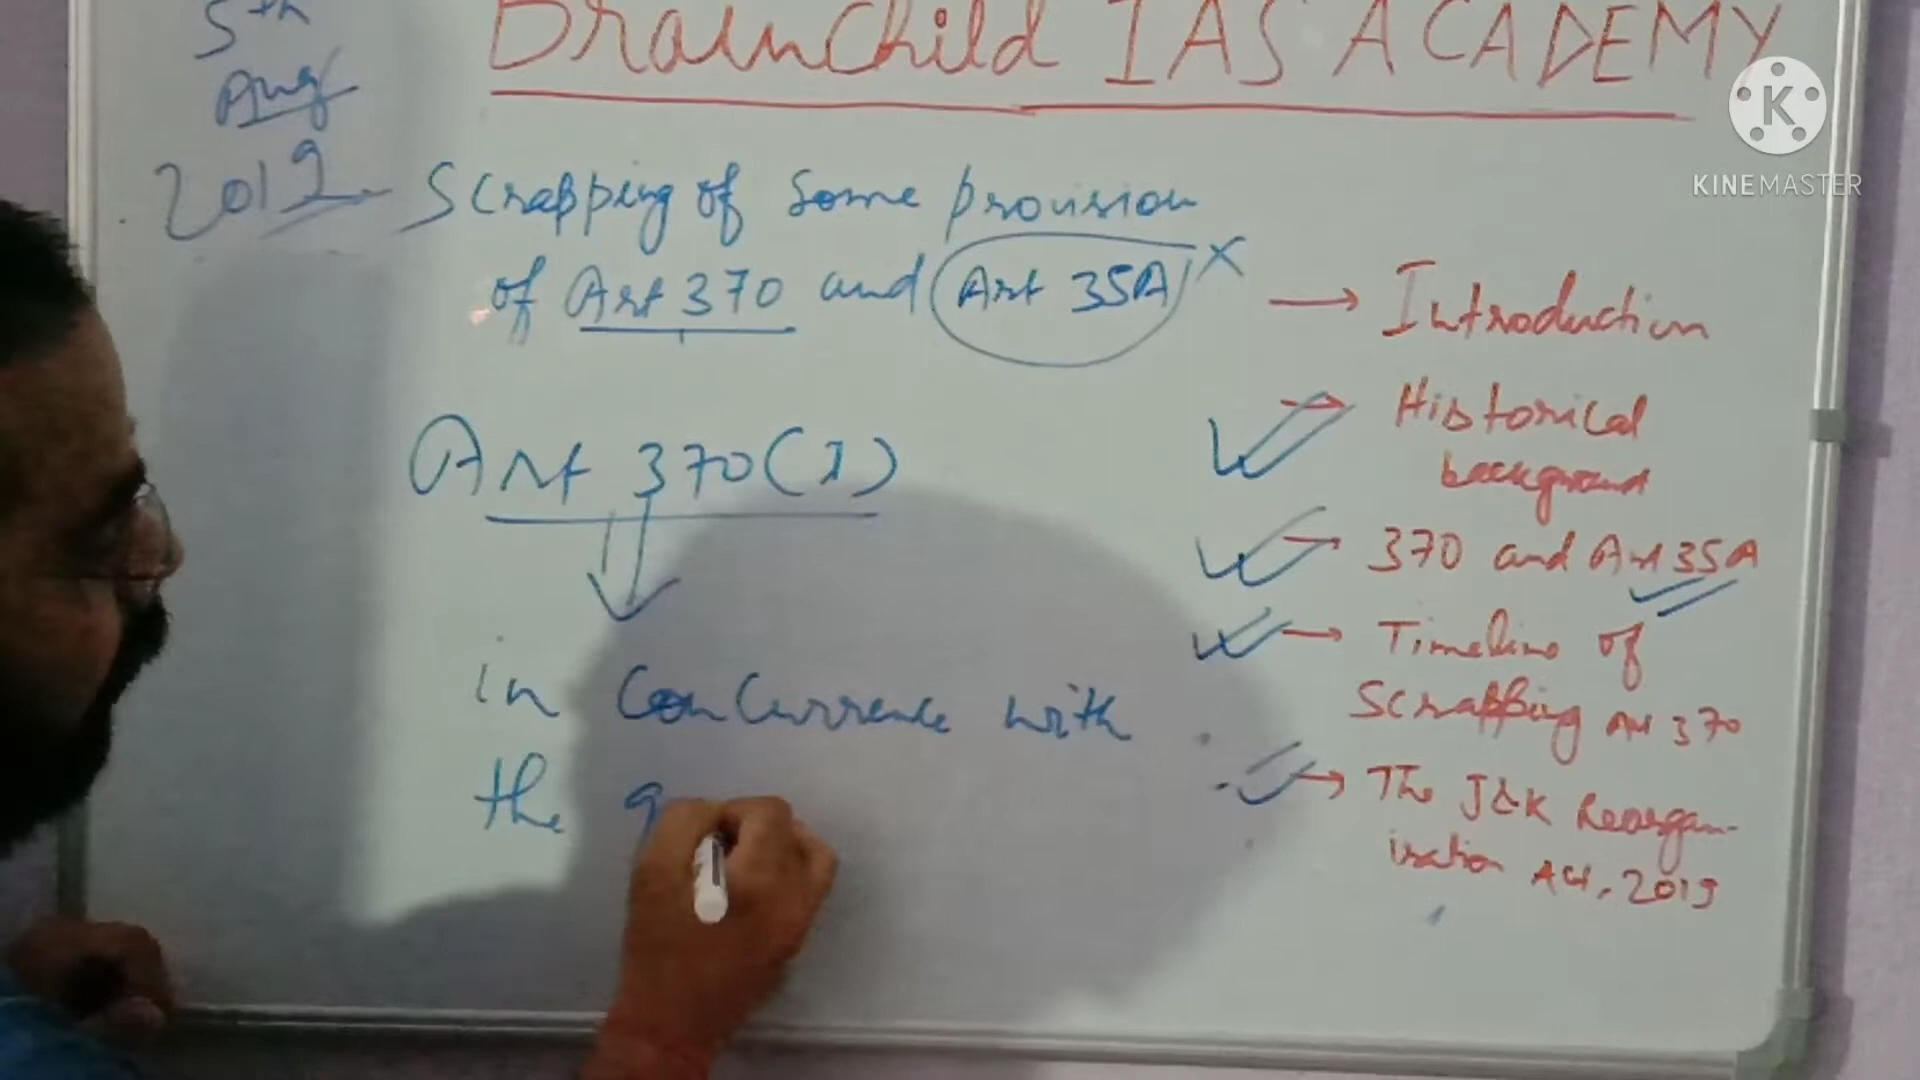 5th
Aug
2019
BrainChild IAS ACADEMY
KINEMASTER
Scrapping of some provision
of Art 370 and Art 35A X
Art 370(1)
in Concurrence with
the g
→ Introduction
→ Historical
background
→ 370 and Art 35A
→ Timeline of
Scrapping Art 370
→ The J&K Reorgan-
isation Act, 2019